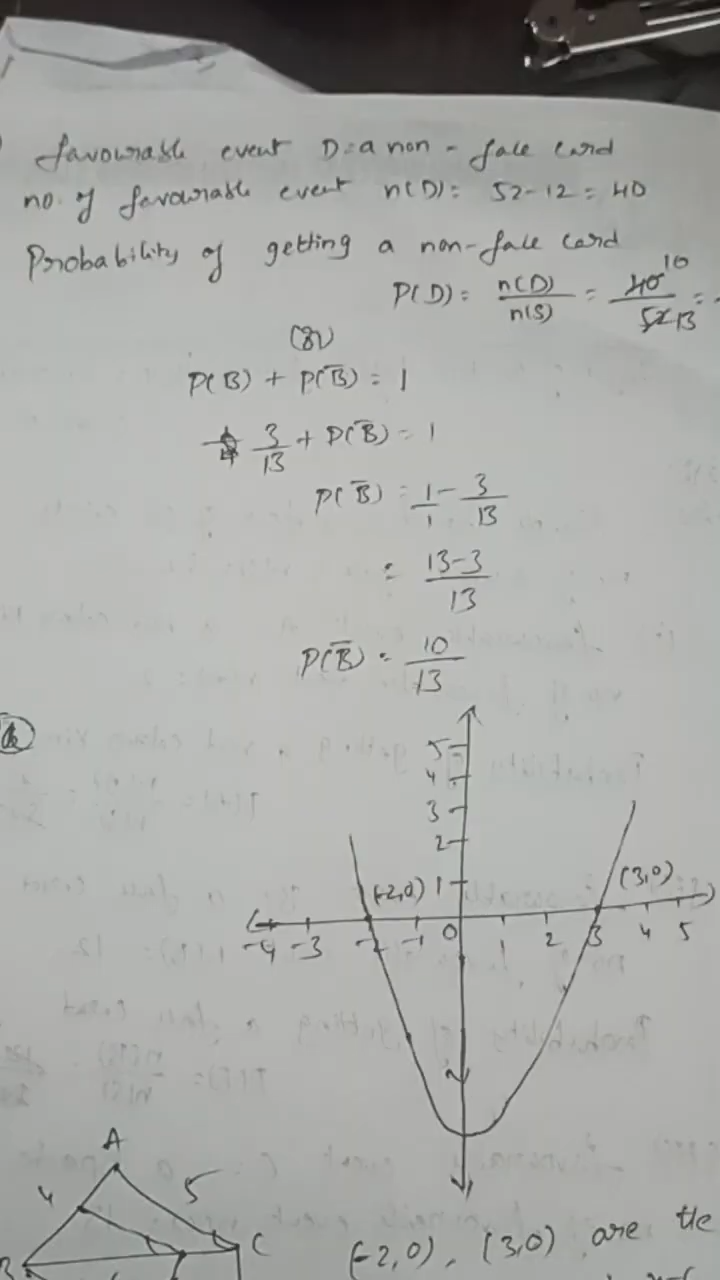 favourable event D = a non - face card
no. of favourable event n(D) = 52-12 = 40
Probability of getting a non-face card
P(D) = n(D)/n(S) = 40/52 = 10/13 =
(or)
P(B) + P(B̅) = 1
3/13 + P(B̅) = 1
P(B̅) = 1/1 - 3/13
= 13-3/13
P(B̅) = 10/13
5
4
3
2
(-2,0) 1 (3,0)
-4 -3 -2 -1 0 1 2 3 4 5
A
4 5
B C
(-2,0), (3,0) are the